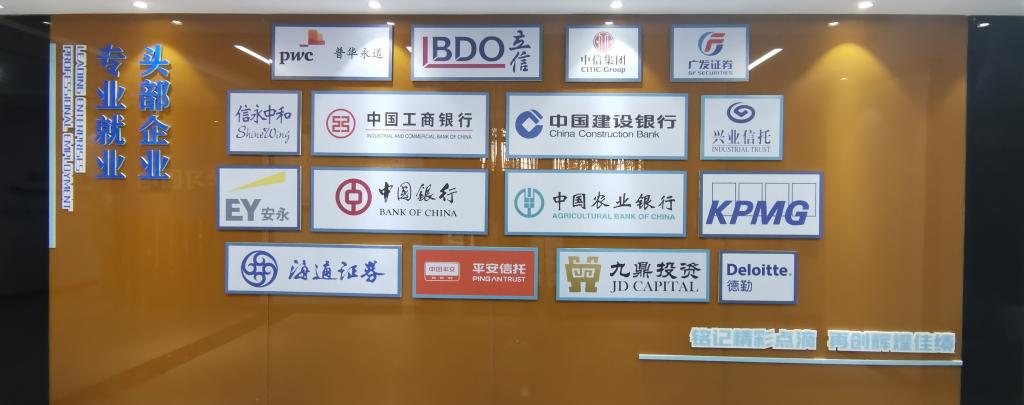 头部企业
专业就业
LEADING ENTERPRISES
PROFESSIONAL EMPLOYMENT
pwc 普华永道
BDO 立信
中信集团
CITIC Group
广发证券
GF SECURITIES
信永中和
ShineWing
中国工商银行
INDUSTRIAL AND COMMERCIAL BANK OF CHINA
中国建设银行
China Construction Bank
兴业信托
INDUSTRIAL TRUST
EY 安永
中国银行
BANK OF CHINA
中国农业银行
AGRICULTURAL BANK OF CHINA
KPMG
海通证券
中国平安
平安信托
PING AN TRUST
九鼎投资
JD CAPITAL
Deloitte.
德勤
铭记精彩点滴 再创辉煌佳绩